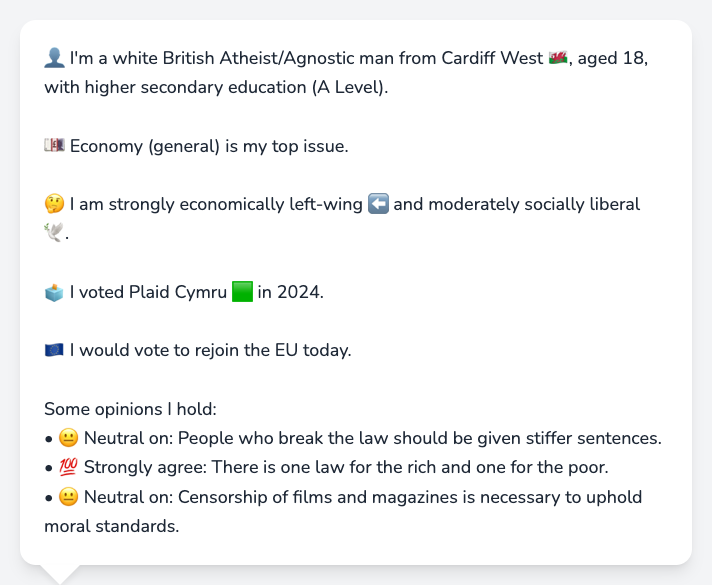 👤 I'm a white British Atheist/Agnostic man from Cardiff West 🏴󠁧󠁢󠁷󠁬󠁳󠁿, aged 18,
with higher secondary education (A Level).
💷 Economy (general) is my top issue.
🤔 I am strongly economically left-wing ⬅️ and moderately socially liberal
🕊️.
🗳️ I voted Plaid Cymru 🟩 in 2024.
🇪🇺 I would vote to rejoin the EU today.
Some opinions I hold:
• 😐 Neutral on: People who break the law should be given stiffer sentences.
• 💯 Strongly agree: There is one law for the rich and one for the poor.
• 😐 Neutral on: Censorship of films and magazines is necessary to uphold
moral standards.